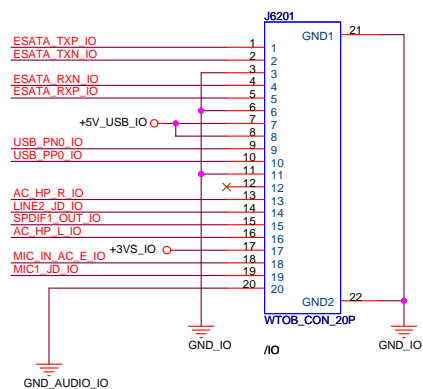 J6201
ESATA_TXP_IO 1 1 GND1 21
ESATA_TXN_IO 2 2
3 3
ESATA_RXN_IO 4 4
ESATA_RXP_IO 5 5
6 6
+5V_USB_IO 7 7
8 8
USB_PN0_IO 9 9
USB_PP0_IO 10 10
11 11
12 12
AC_HP_R_IO 13 13
LINE2_JD_IO 14 14
SPDIF1_OUT_IO 15 15
AC_HP_L_IO 16 16
+3VS_IO 17 17
MIC_IN_AC_E_IO 18 18
MIC1_JD_IO 19 19
20 20 GND2 22
WTOB_CON_20P
GND_IO /IO GND_IO
GND_AUDIO_IO